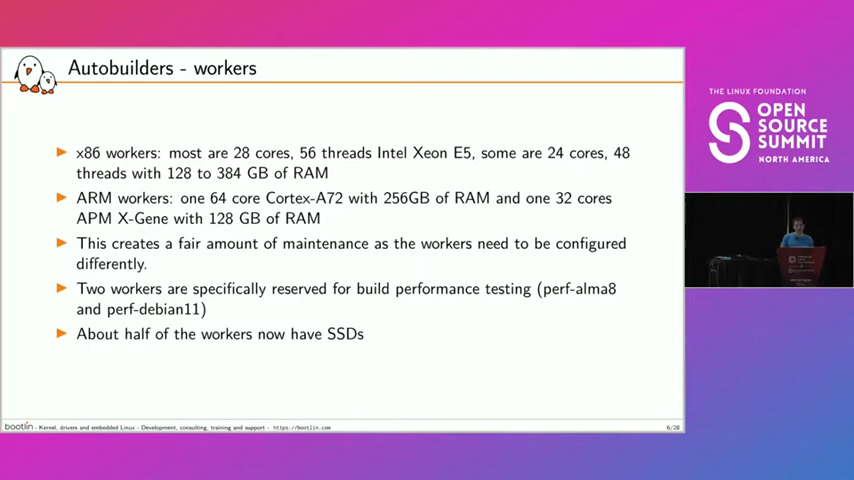 Autobuilders - workers
x86 workers: most are 28 cores, 56 threads Intel Xeon E5, some are 24 cores, 48
threads with 128 to 384 GB of RAM
ARM workers: one 64 core Cortex-A72 with 256GB of RAM and one 32 cores
APM X-Gene with 128 GB of RAM
This creates a fair amount of maintenance as the workers need to be configured
differently.
Two workers are specifically reserved for build performance testing (perf-alma8
and perf-debian11)
About half of the workers now have SSDs
bootlin - Kernel, drivers and embedded Linux - Development, consulting, training and support - https://bootlin.com
6/28
THE LINUX FOUNDATION
OPEN
SOURCE
SUMMIT
NORTH AMERICA